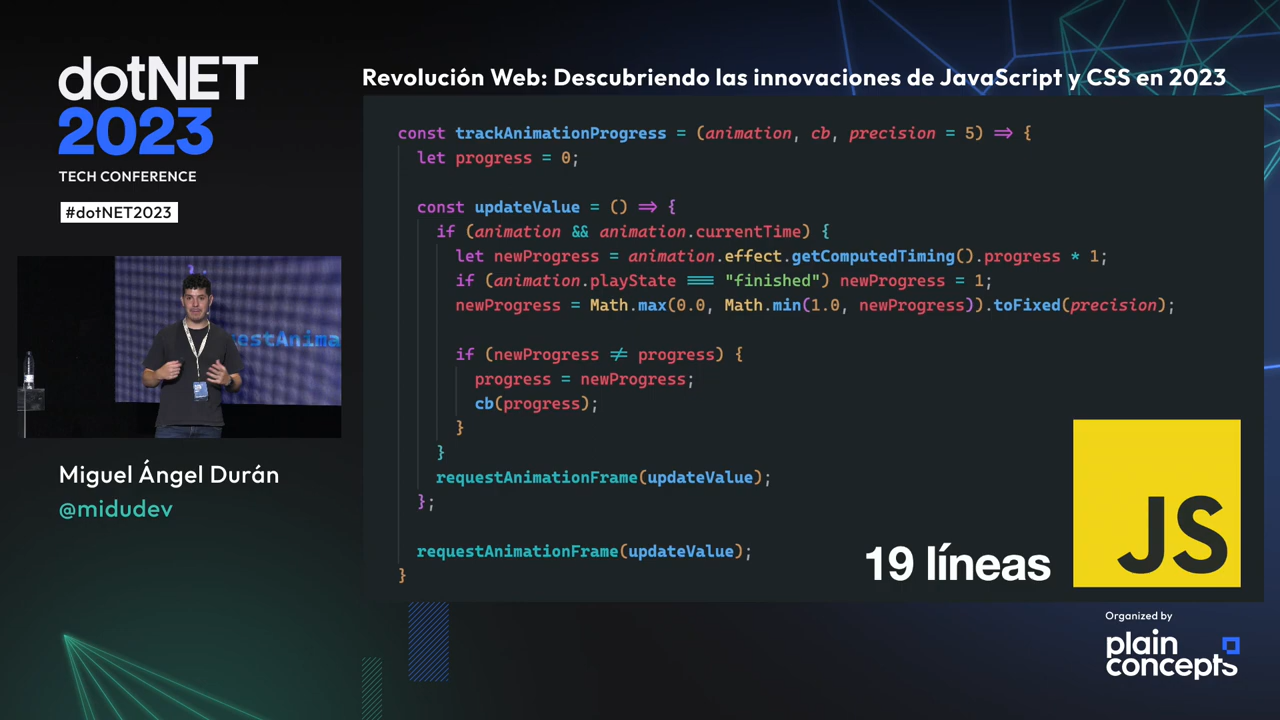 dotNET
2023
TECH CONFERENCE
#dotNET2023
Miguel Ángel Durán
@midudev
Revolución Web: Descubriendo las innovaciones de JavaScript y CSS en 2023
const trackAnimationProgress = (animation, cb, precision = 5) => {
let progress = 0;
const updateValue = () => {
if (animation && animation.currentTime) {
let newProgress = animation.effect.getComputedTiming().progress * 1;
if (animation.playState === "finished") newProgress = 1;
newProgress = Math.max(0.0, Math.min(1.0, newProgress)).toFixed(precision);
if (newProgress != progress) {
progress = newProgress;
cb(progress);
}
}
requestAnimationFrame(updateValue);
};
requestAnimationFrame(updateValue);
}
19 líneas
JS
Organized by
plain
concepts